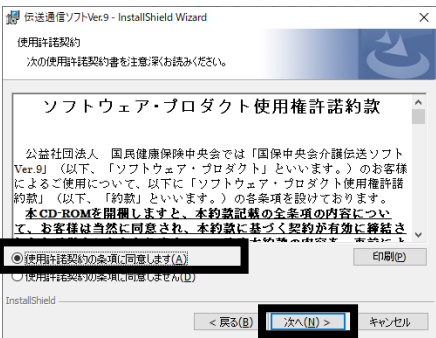 伝送通信ソフトVer.9 - InstallShield Wizard
使用許諾契約
次の使用許諾契約書を注意深くお読みください。
ソフトウェア・プロダクト使用権許諾約款
公益社団法人 国民健康保険中央会では「国保中央会介護伝送ソフト
Ver.9」（以下、「ソフトウェア・プロダクト」といいます。）のお客様
によるご使用について、以下に「ソフトウェア・プロダクト使用権許諾
約款」（以下、「約款」といいます。）の各条項を設けております。
本CD-ROMを開梱しますと、本約款記載の全条項の内容につい
て、お客様は当然に同意され、本約款に基づく契約が有効に締結さ
使用許諾契約の条項に同意します(A)
印刷(P)
使用許諾契約の条項に同意しません(D)
InstallShield
< 戻る(B)
次へ(N) >
キャンセル